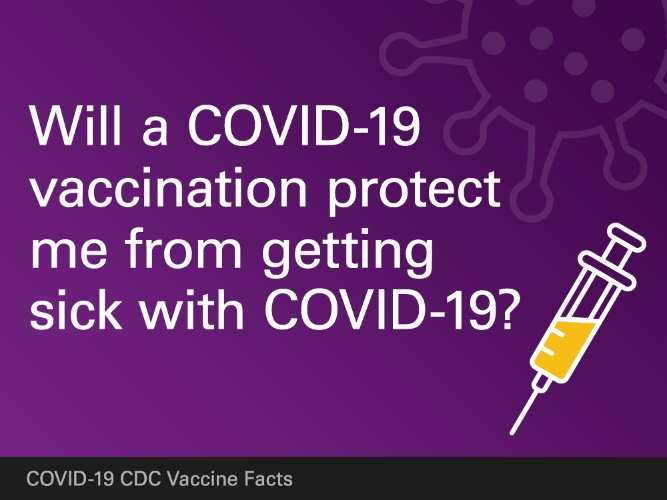 Will a COVID-19
vaccination protect
me from getting
sick with COVID-19?
COVID-19 CDC Vaccine Facts